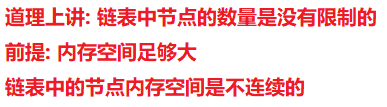 道理上讲: 链表中节点的数量是没有限制的
前提: 内存空间足够大
链表中的节点内存空间是不连续的